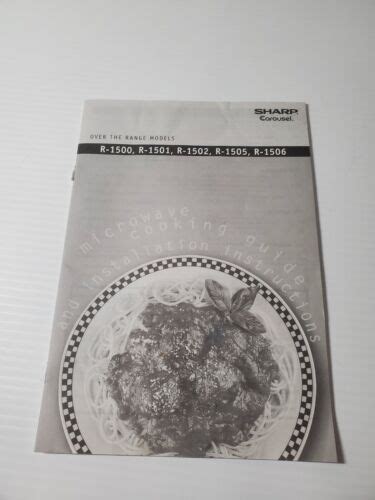 SHARP
Carousel
OVER THE RANGE MODELS
R-1500, R-1501, R-1502, R-1505, R-1506
microwave
cooking guide
and installation instructions